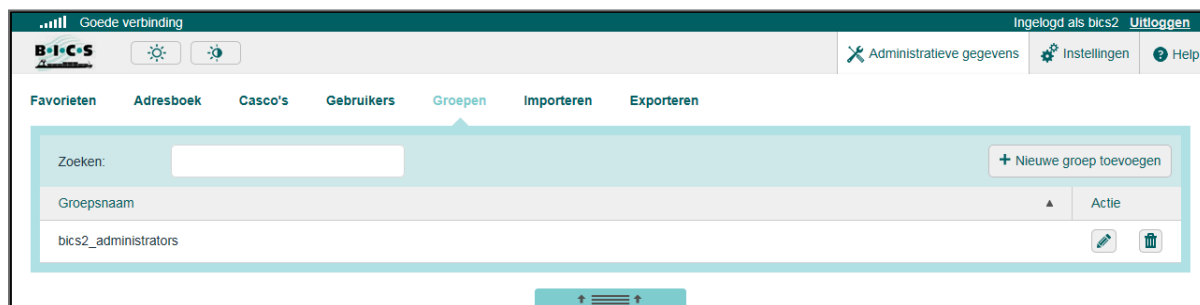 Goede verbinding Ingelogd als bics2 Uitloggen
B•I•C•S Administratieve gegevens Instellingen Help
Favorieten Adresboek Casco's Gebruikers Groepen Importeren Exporteren
Zoeken: + Nieuwe groep toevoegen
Groepsnaam Actie
bics2_administrators